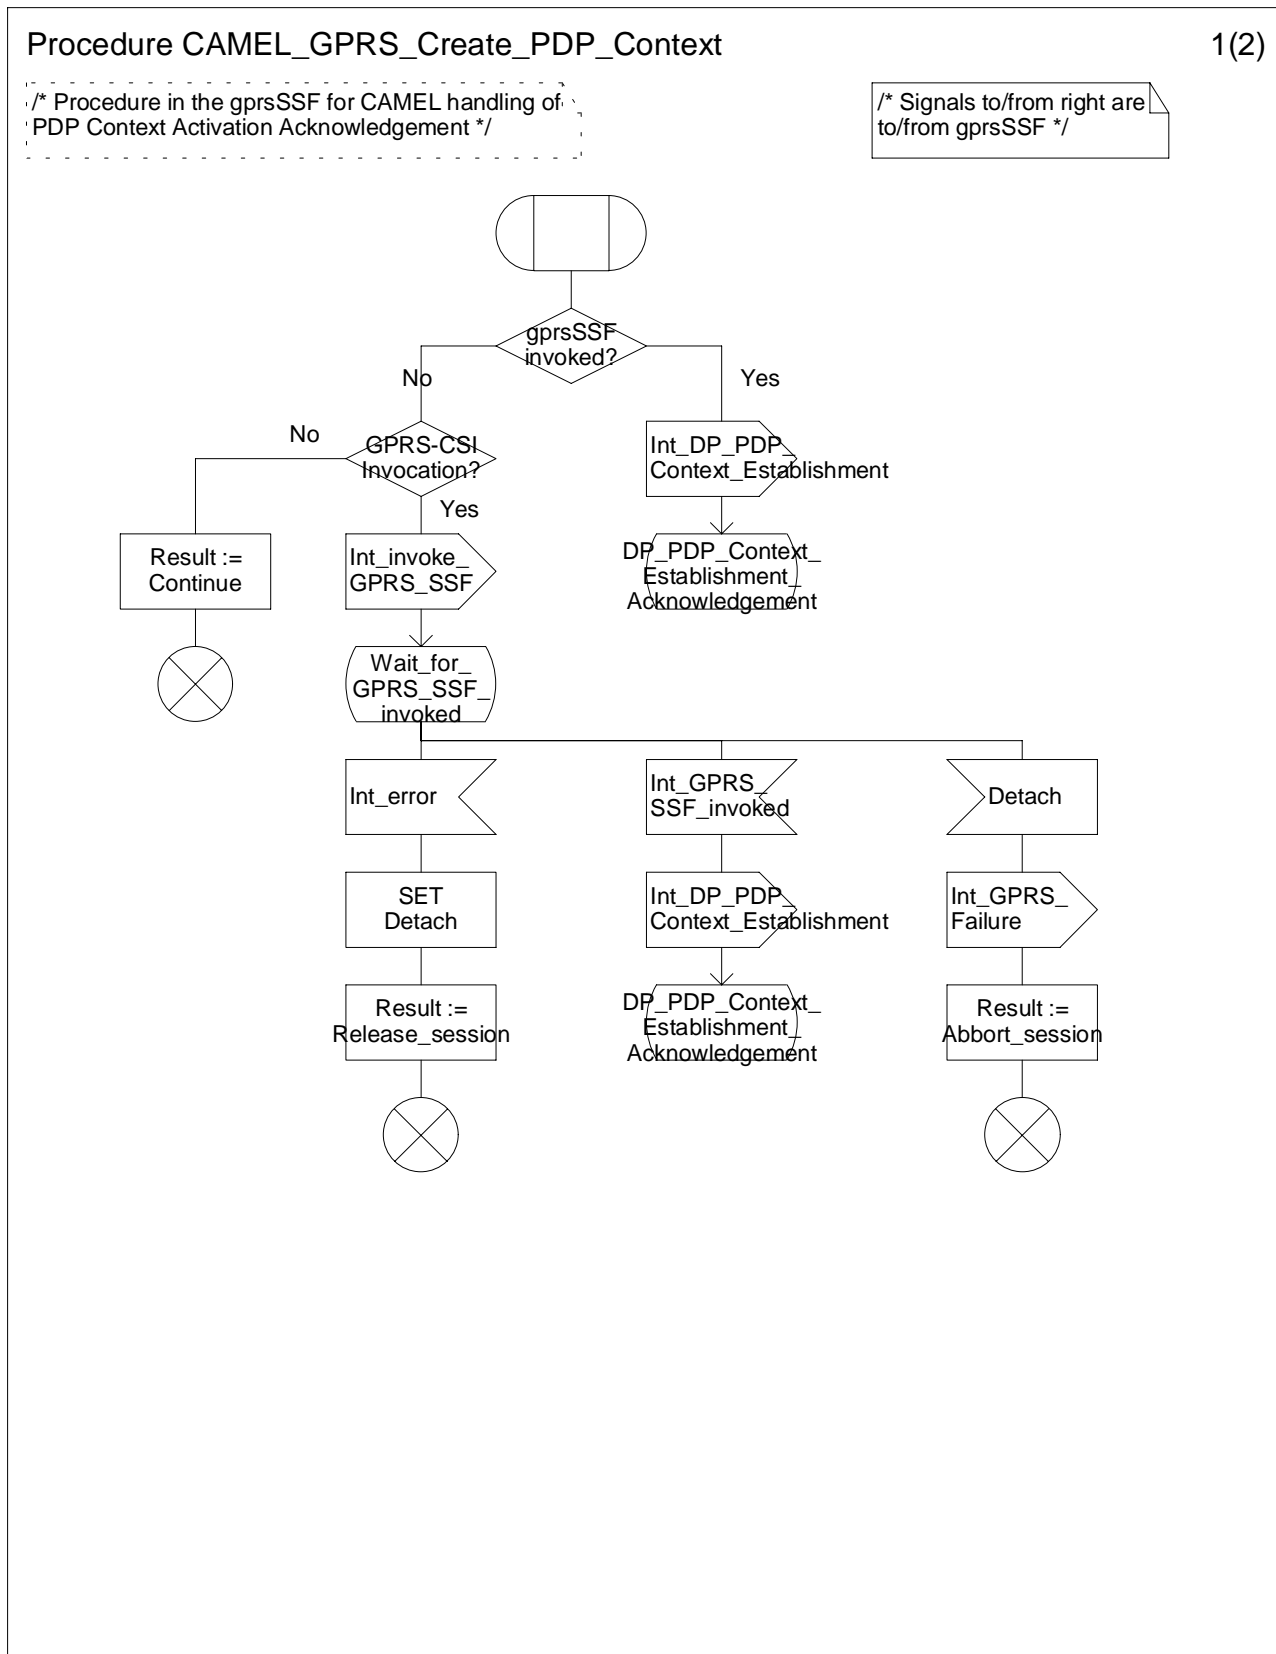 Procedure CAMEL_GPRS_Create_PDP_Context
1(2)
/* Procedure in the gprsSSF for CAMEL handling of
PDP Context Activation Acknowledgement */
/* Signals to/from right are
to/from gprsSSF */
gprsSSF
invoked?
No
Yes
No
GPRS-CSI
Invocation?
Int_DP_PDP_
Context_Establishment
Yes
Result :=
Continue
Int_invoke_
GPRS_SSF
DP_PDP_Context_
Establishment_
Acknowledgement
Wait_for_
GPRS_SSF_
invoked
Int_error
Int_GPRS_
SSF_invoked
Detach
SET
Detach
Int_DP_PDP_
Context_Establishment
Int_GPRS_
Failure
Result :=
Release_session
DP_PDP_Context_
Establishment_
Acknowledgement
Result :=
Abbort_session